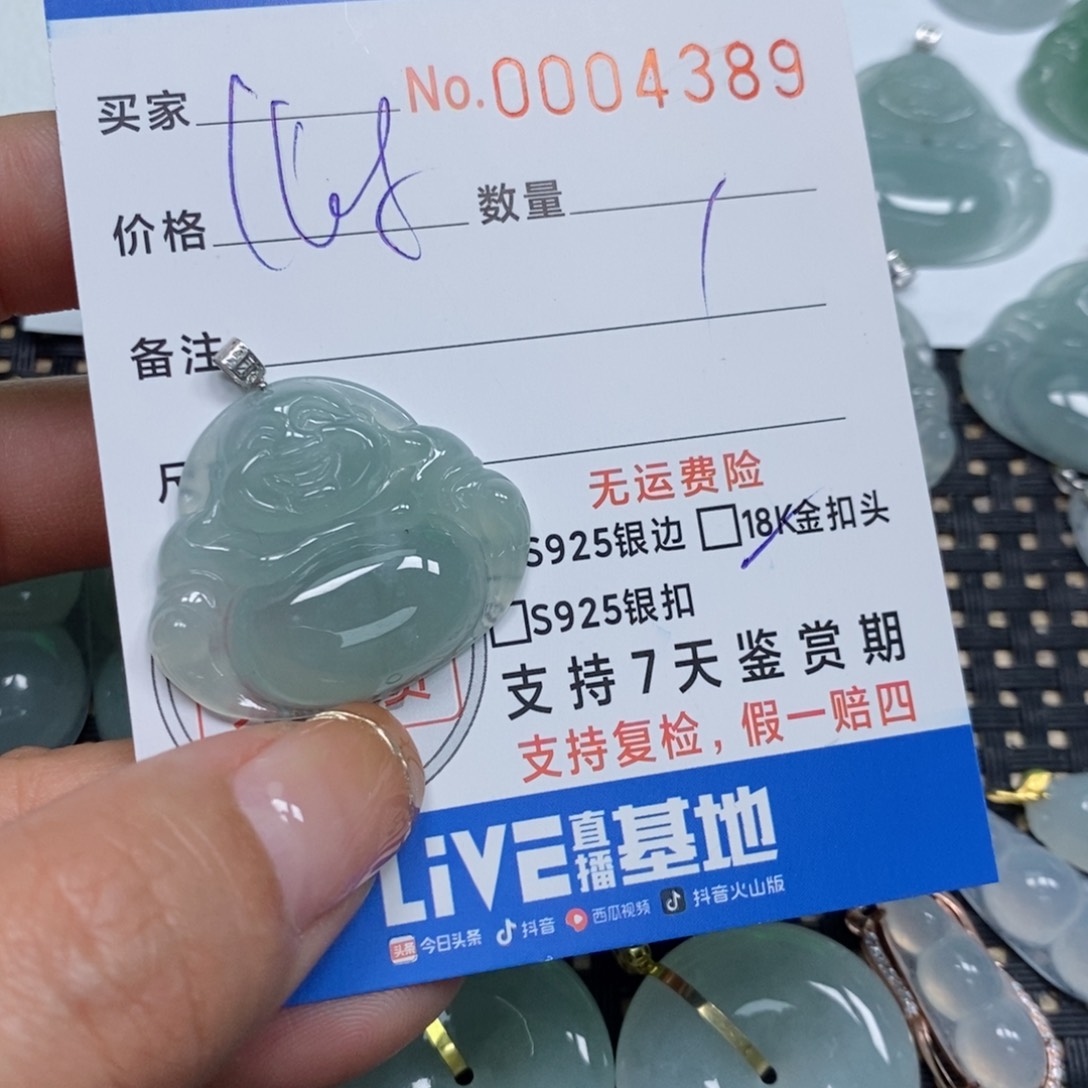 买家 No.0004389
价格 数量 1
备注
无运费险
S925银边 □18K金扣头
□S925银扣
支持7天鉴赏期
支持复检，假一赔四
LiVE直播基地
头条 今日头条 抖音 西瓜视频 抖音火山版